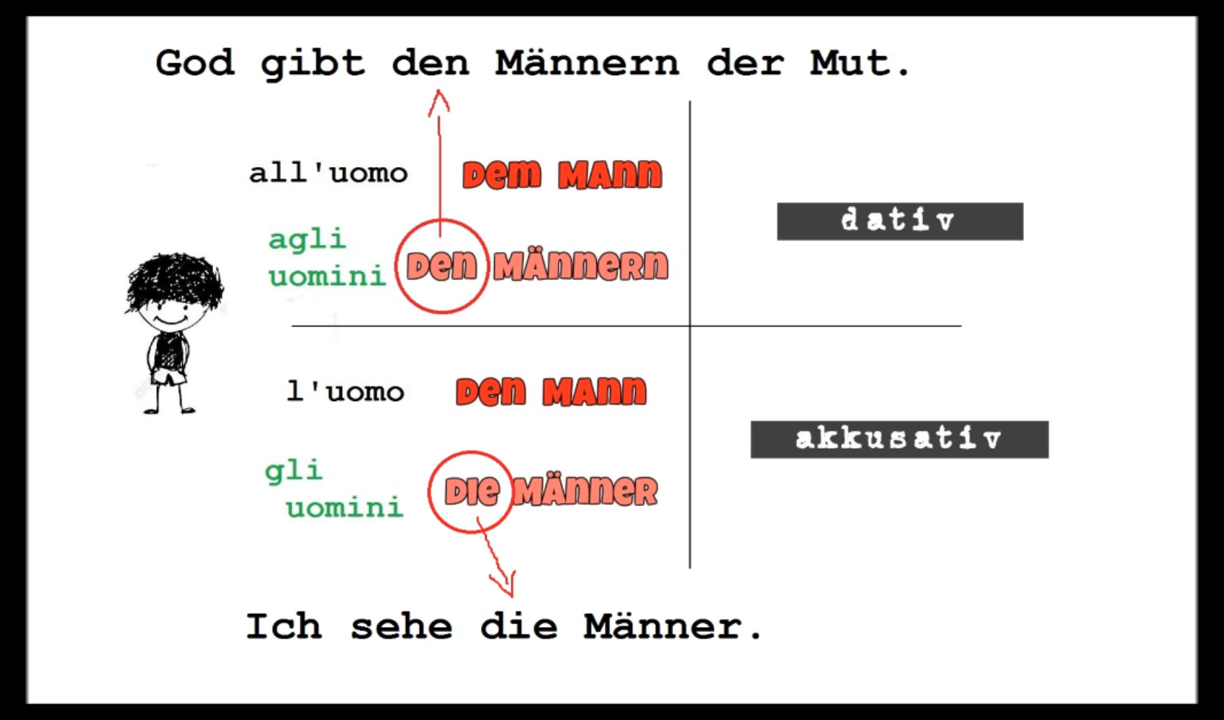 God gibt den Männern der Mut.
all'uomo Dem Mann
dativ
agli
uomini Den Männern
l'uomo Den Mann
akkusativ
gli
uomini Die Männer
Ich sehe die Männer.